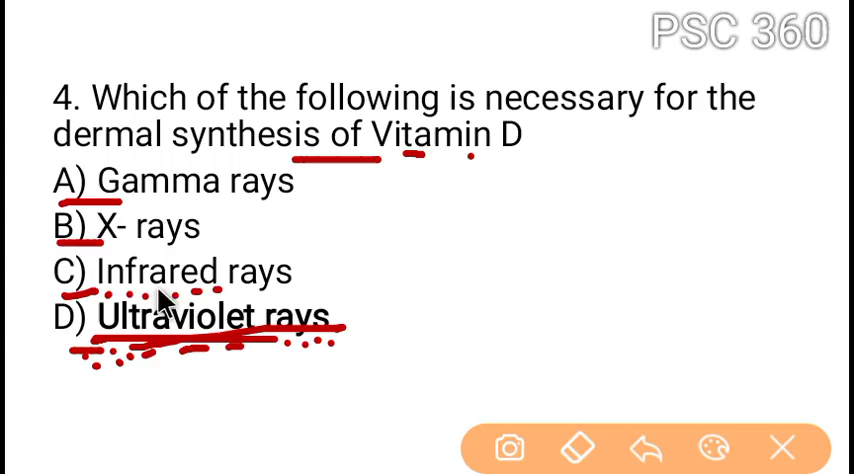 PSC 360
4. Which of the following is necessary for the
dermal synthesis of Vitamin D
A) Gamma rays
B) X- rays
C) Infrared rays
D) Ultraviolet rays